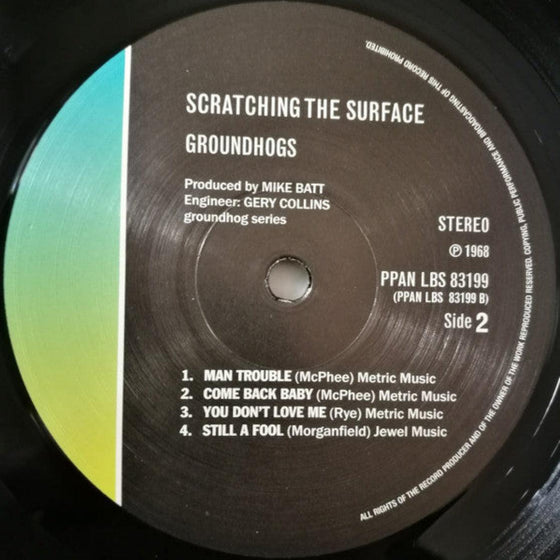 SCRATCHING THE SURFACE
GROUNDHOGS
Produced by MIKE BATT
Engineer: GERY COLLINS
groundhog series
STEREO
℗ 1968
PPAN LBS 83199
(PPAN LBS 83199 B)
Side 2
1. MAN TROUBLE (McPhee) Metric Music
2. COME BACK BABY (McPhee) Metric Music
3. YOU DON'T LOVE ME (Rye) Metric Music
4. STILL A FOOL (Morganfield) Jewel Music
ALL RIGHTS OF THE RECORD PRODUCER AND OF THE OWNER OF THE WORK REPRODUCED RESERVED. COPYING, PUBLIC PERFORMANCE AND BROADCASTING OF THIS RECORD PROHIBITED.